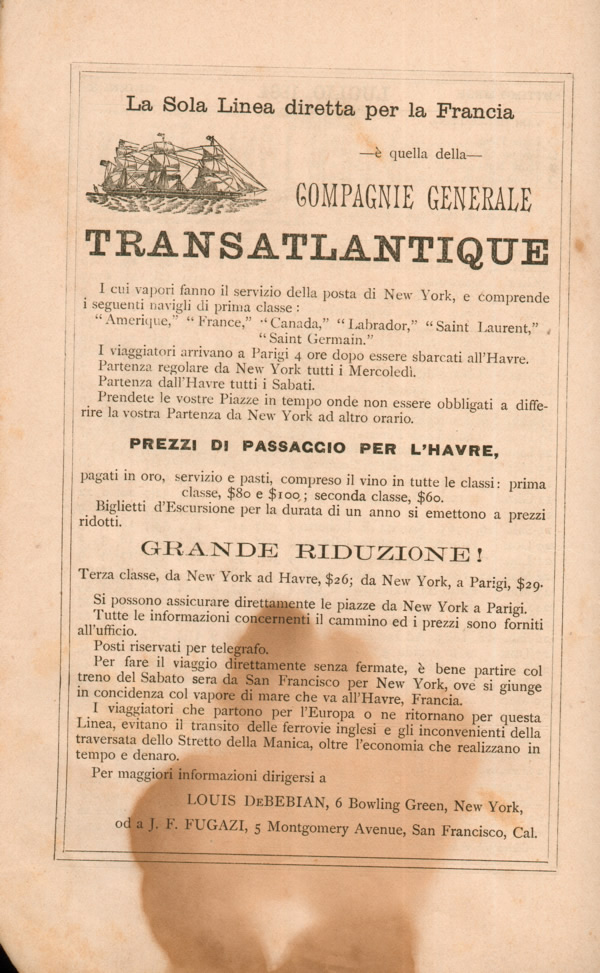 La Sola Linea diretta per la Francia
—è quella della—
COMPAGNIE GENERALE
TRANSATLANTIQUE
I cui vapori fanno il servizio della posta di New York, e comprende
i seguenti navigli di prima classe:
"Amerique," "France," "Canada," "Labrador," "Saint Laurent,"
"Saint Germain."
I viaggiatori arrivano a Parigi 4 ore dopo essere sbarcati all'Havre.
Partenza regolare da New York tutti i Mercoledì.
Partenza dall'Havre tutti i Sabati.
Prendete le vostre Piazze in tempo onde non essere obbligati a diffe-
rire la vostra Partenza da New York ad altro orario.
PREZZI DI PASSAGGIO PER L'HAVRE,
pagati in oro, servizio e pasti, compreso il vino in tutte le classi: prima
classe, $80 e $100; seconda classe, $60.
Biglietti d'Escursione per la durata di un anno si emettono a prezzi
ridotti.
GRANDE RIDUZIONE!
Terza classe, da New York ad Havre, $26; da New York, a Parigi, $29.
Si possono assicurare direttamente le piazze da New York a Parigi.
Tutte le informazioni concernenti il cammino ed i prezzi sono forniti
all'ufficio.
Posti riservati per telegrafo.
Per fare il viaggio direttamente senza fermate, è bene partire col
treno del Sabato sera da San Francisco per New York, ove si giunge
in concidenza col vapore di mare che va all'Havre, Francia.
I viaggiatori che partono per l'Europa o ne ritornano per questa
Linea, evitano il transito delle ferrovie inglesi e gli inconvenienti della
traversata dello Stretto della Manica, oltre l'economia che realizzano in
tempo e denaro.
Per maggiori informazioni dirigersi a
LOUIS DEBEBIAN, 6 Bowling Green, New York,
od a J. F. FUGAZI, 5 Montgomery Avenue, San Francisco, Cal.